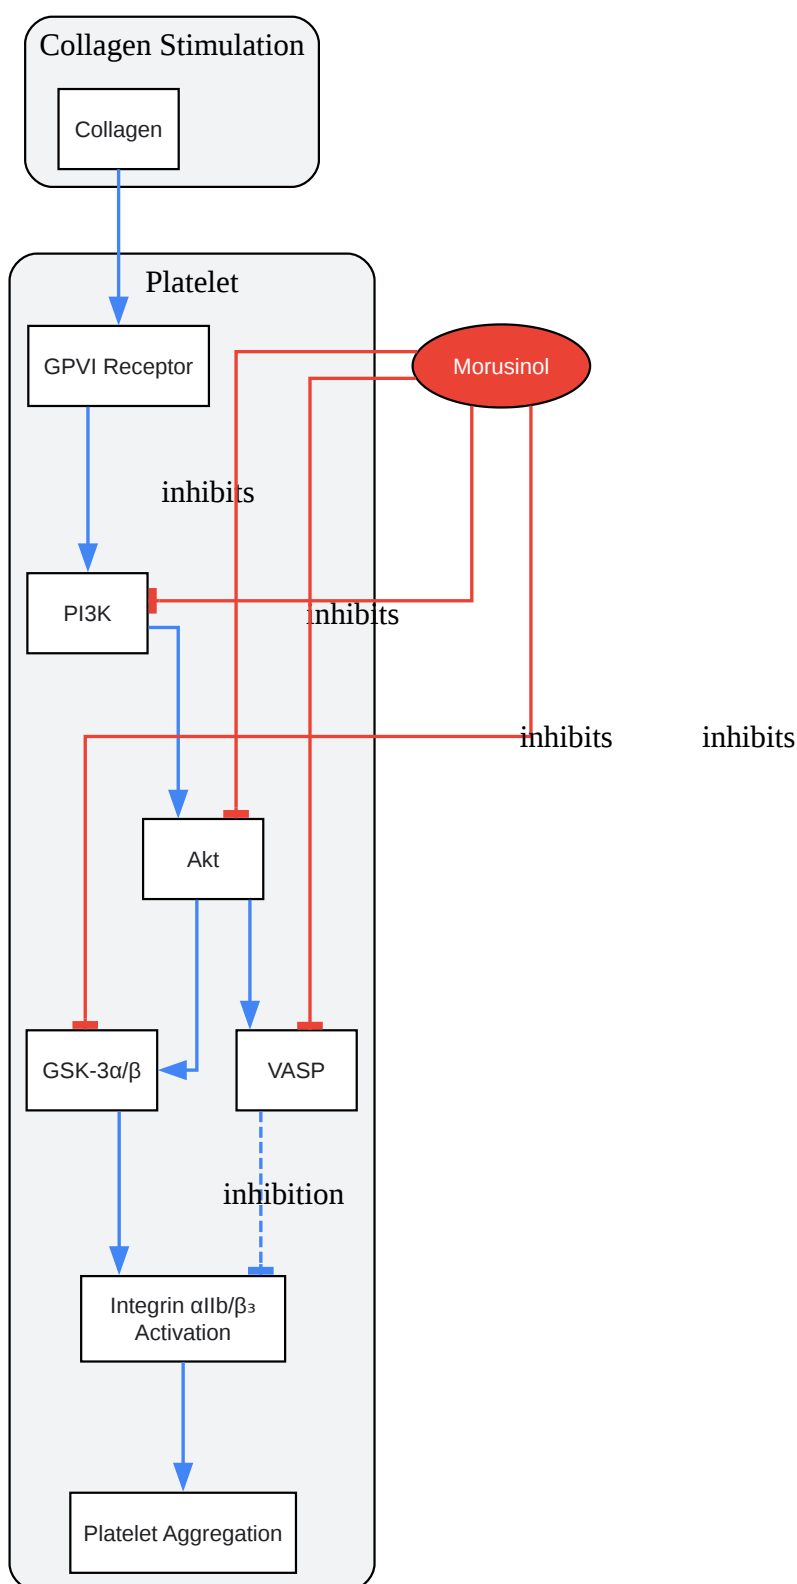 Collagen Stimulation
Collagen
Platelet
GPVI Receptor
Morusinol
inhibits
PI3K
inhibits
inhibits
inhibits
Akt
GSK-3α/β
VASP
inhibition
Integrin αIIb/β₃
Activation
Platelet Aggregation